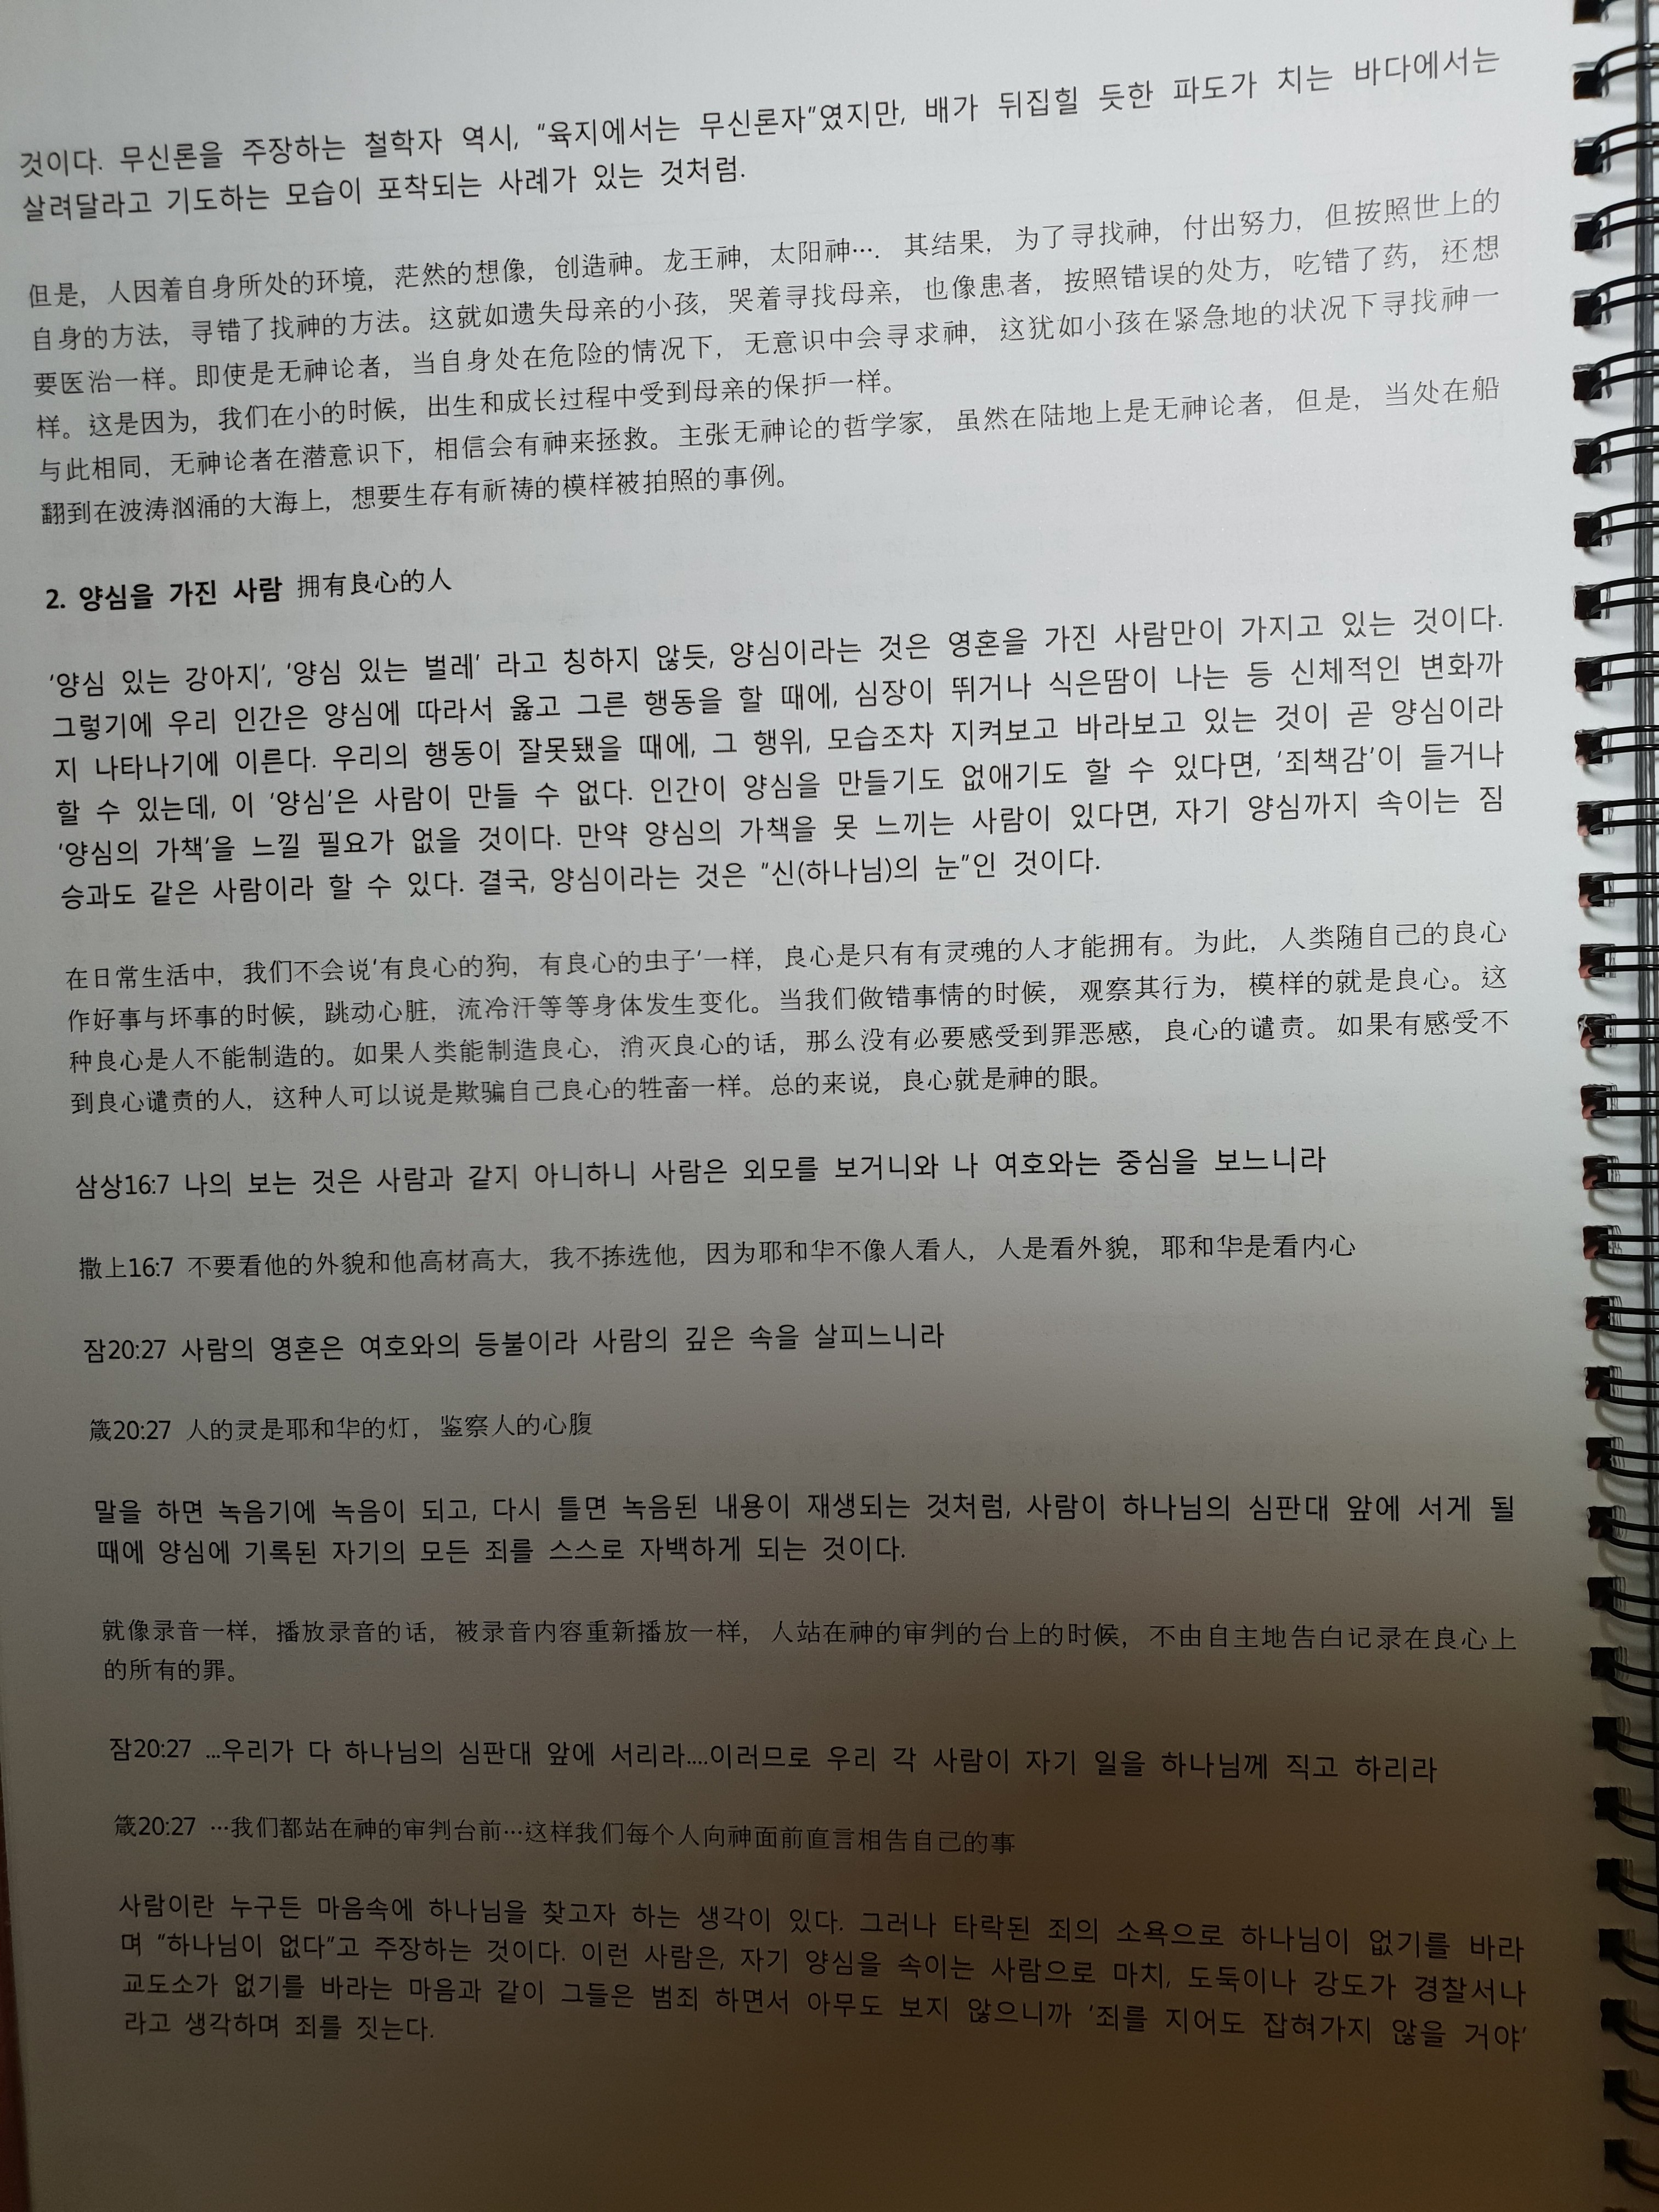 것이다. 무신론을 주장하는 철학자 역시, "육지에서는 무신론자"였지만, 배가 뒤집힐 듯한 파도가 치는 바다에서는
살려달라고 기도하는 모습이 포착되는 사례가 있는 것처럼.
但是，人因着自身所处的环境，茫然的想像，创造神。龙王神，太阳神…. 其结果，为了寻找神，付出努力，但按照世上的
自身的方法，寻错了找神的方法。这就如遗失母亲的小孩，哭着寻找母亲，也像患者，按照错误的处方，吃错了药，还想
要医治一样。即使是无神论者，当自身处在危险的情况下，无意识中会寻求神，这犹如小孩在紧急地的状况下寻找神一
样。这是因为，我们在小的时候，出生和成长过程中受到母亲的保护一样。
与此相同，无神论者在潜意识下，相信会有神来拯救。主张无神论的哲学家，虽然在陆地上是无神论者，但是，当处在船
翻到在波涛汹涌的大海上，想要生存有祈祷的模样被拍照的事例。
2. 양심을 가진 사람 拥有良心的人
'양심 있는 강아지', '양심 있는 벌레' 라고 칭하지 않듯, 양심이라는 것은 영혼을 가진 사람만이 가지고 있는 것이다.
그렇기에 우리 인간은 양심에 따라서 옳고 그른 행동을 할 때에, 심장이 뛰거나 식은땀이 나는 등 신체적인 변화까
지 나타나기에 이른다. 우리의 행동이 잘못됐을 때에, 그 행위, 모습조차 지켜보고 바라보고 있는 것이 곧 양심이라
할 수 있는데, 이 '양심'은 사람이 만들 수 없다. 인간이 양심을 만들기도 없애기도 할 수 있다면, '죄책감'이 들거나
'양심의 가책'을 느낄 필요가 없을 것이다. 만약 양심의 가책을 못 느끼는 사람이 있다면, 자기 양심까지 속이는 짐
승과도 같은 사람이라 할 수 있다. 결국, 양심이라는 것은 "신(하나님)의 눈"인 것이다.
在日常生活中，我们不会说'有良心的狗，有良心的虫子'一样，良心是只有有灵魂的人才能拥有。为此，人类随自己的良心
作好事与坏事的时候，跳动心脏，流冷汗等等身体发生变化。当我们做错事情的时候，观察其行为，模样的就是良心。这
种良心是人不能制造的。如果人类能制造良心，消灭良心的话，那么没有必要感受到罪恶感，良心的谴责。如果有感受不
到良心谴责的人，这种人可以说是欺骗自己良心的牲畜一样。总的来说，良心就是神的眼。
삼상16:7 나의 보는 것은 사람과 같지 아니하니 사람은 외모를 보거니와 나 여호와는 중심을 보느니라
撒上16:7 不要看他的外貌和他高材高大，我不拣选他，因为耶和华不像人看人，人是看外貌，耶和华是看内心
잠20:27 사람의 영혼은 여호와의 등불이라 사람의 깊은 속을 살피느니라
箴20:27 人的灵是耶和华的灯，鉴察人的心腹
말을 하면 녹음기에 녹음이 되고, 다시 틀면 녹음된 내용이 재생되는 것처럼, 사람이 하나님의 심판대 앞에 서게 될
때에 양심에 기록된 자기의 모든 죄를 스스로 자백하게 되는 것이다.
就像录音一样，播放录音的话，被录音内容重新播放一样，人站在神的审判的台上的时候，不由自主地告白记录在良心上
的所有的罪。
잠20:27 ...우리가 다 하나님의 심판대 앞에 서리라....이러므로 우리 각 사람이 자기 일을 하나님께 직고 하리라
箴20:27 …我们都站在神的审判台前…这样我们每个人向神面前直言相告自己的事
사람이란 누구든 마음속에 하나님을 찾고자 하는 생각이 있다. 그러나 타락된 죄의 소욕으로 하나님이 없기를 바라
며 "하나님이 없다"고 주장하는 것이다. 이런 사람은, 자기 양심을 속이는 사람으로 마치, 도둑이나 강도가 경찰서나
교도소가 없기를 바라는 마음과 같이 그들은 범죄 하면서 아무도 보지 않으니까 '죄를 지어도 잡혀가지 않을 거야'
라고 생각하며 죄를 짓는다.